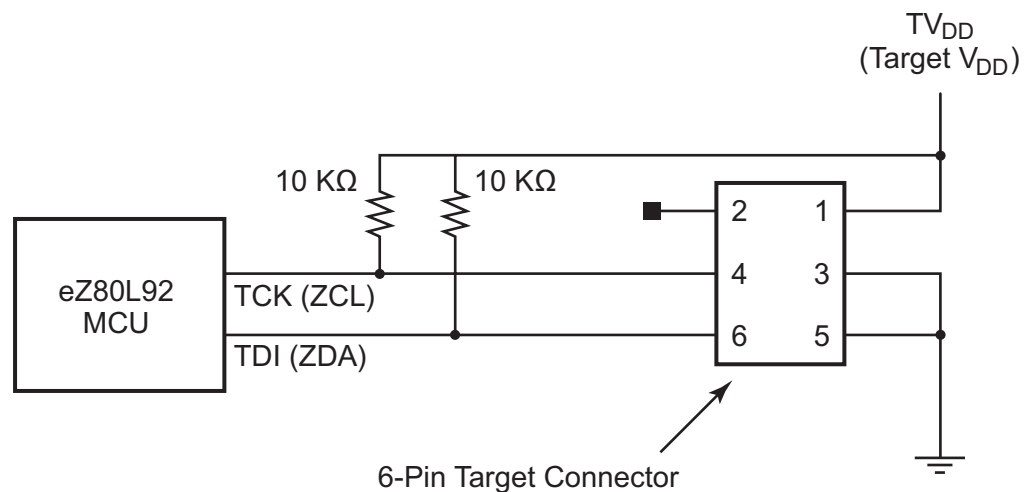 TVDD
(Target VDD)
10 KΩ
10 KΩ
2 1
eZ80L92
MCU
4 3
TCK (ZCL)
6 5
TDI (ZDA)
6-Pin Target Connector